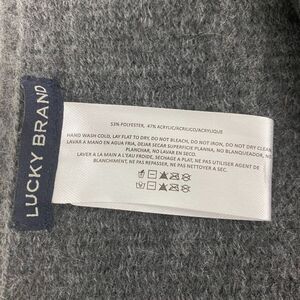 LUCKY BRAND
53% POLYESTER, 47% ACRYLIC/ACRILICO/ACRYLIQUE
HAND WASH COLD, LAY FLAT TO DRY, DO NOT BLEACH, DO NOT IRON, DO NOT DRY CLEAN
LAVAR A MANO EN AGUA FRIA, DEJAR SECAR SUPERFICIE PLANNA, NO BLANQUEADOR, NO
PLANCHAR, NO LAVAR EN SECO.
LAVER A LA MAIN A L'EAU FROIDE, SÉCHAGE A PLAT, NE PAS UTILISER AGENT DE
BLANCHIMENT, NE PAS REPASSER, NE PAS NETTOYER A SEC.